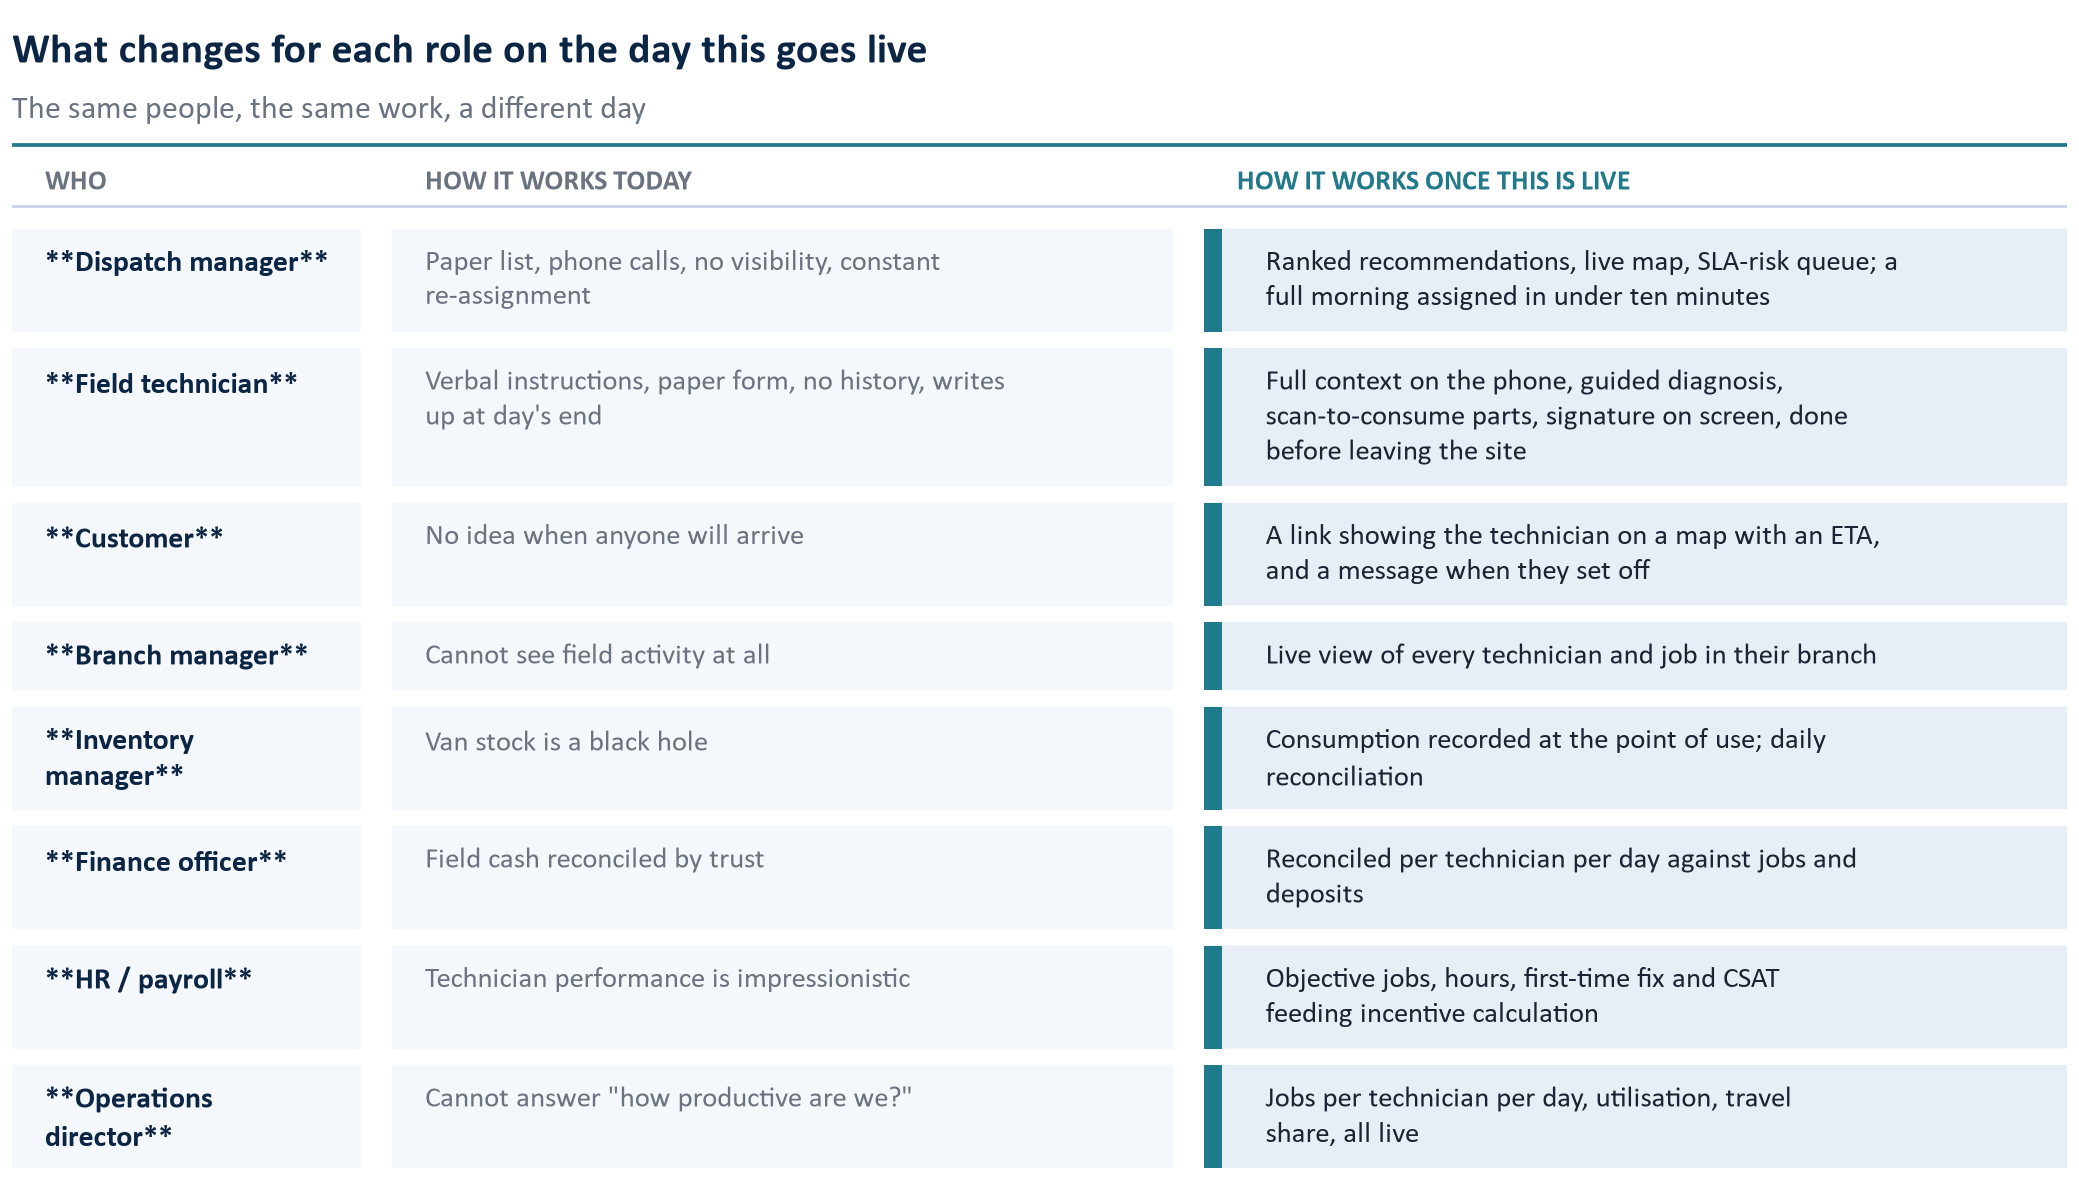 What changes for each role on the day this goes live
The same people, the same work, a different day
WHO
HOW IT WORKS TODAY
HOW IT WORKS ONCE THIS IS LIVE
**Dispatch manager**
Paper list, phone calls, no visibility, constant
re-assignment
Ranked recommendations, live map, SLA-risk queue; a
full morning assigned in under ten minutes
**Field technician**
Verbal instructions, paper form, no history, writes
up at day's end
Full context on the phone, guided diagnosis,
scan-to-consume parts, signature on screen, done
before leaving the site
**Customer**
No idea when anyone will arrive
A link showing the technician on a map with an ETA,
and a message when they set off
**Branch manager**
Cannot see field activity at all
Live view of every technician and job in their branch
**Inventory
manager**
Van stock is a black hole
Consumption recorded at the point of use; daily
reconciliation
**Finance officer**
Field cash reconciled by trust
Reconciled per technician per day against jobs and
deposits
**HR / payroll**
Technician performance is impressionistic
Objective jobs, hours, first-time fix and CSAT
feeding incentive calculation
**Operations
director**
Cannot answer "how productive are we?"
Jobs per technician per day, utilisation, travel
share, all live